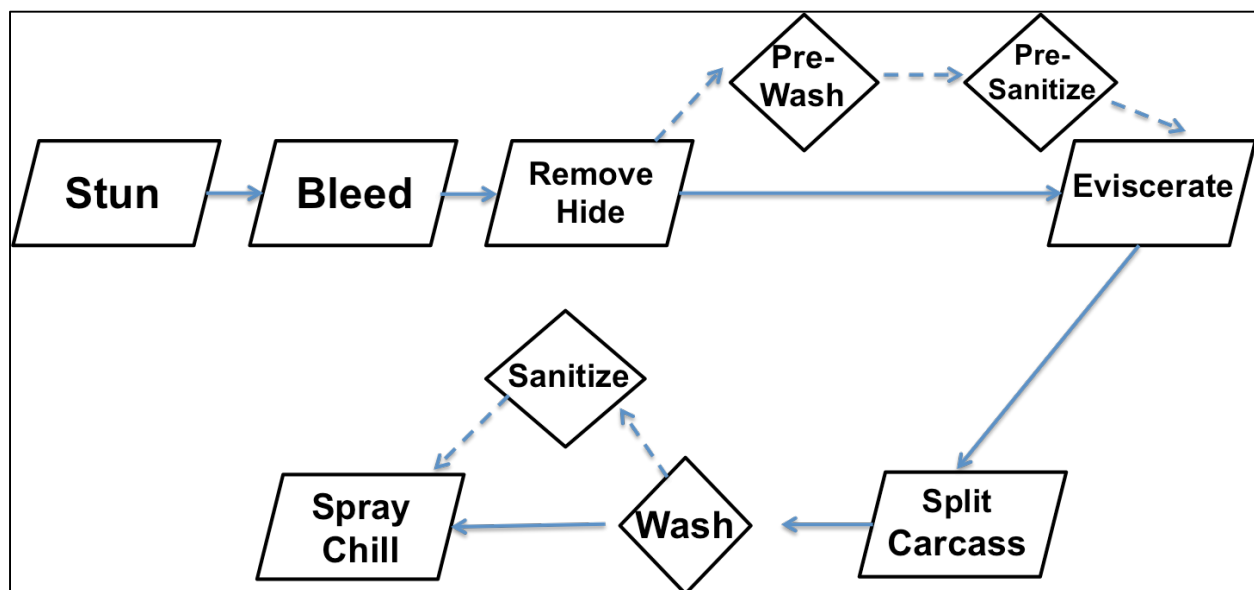 Pre-
Wash
Pre-
Sanitize
Stun
Bleed
Remove
Hide
Eviscerate
Sanitize
Spray
Chill
Wash
Split
Carcass